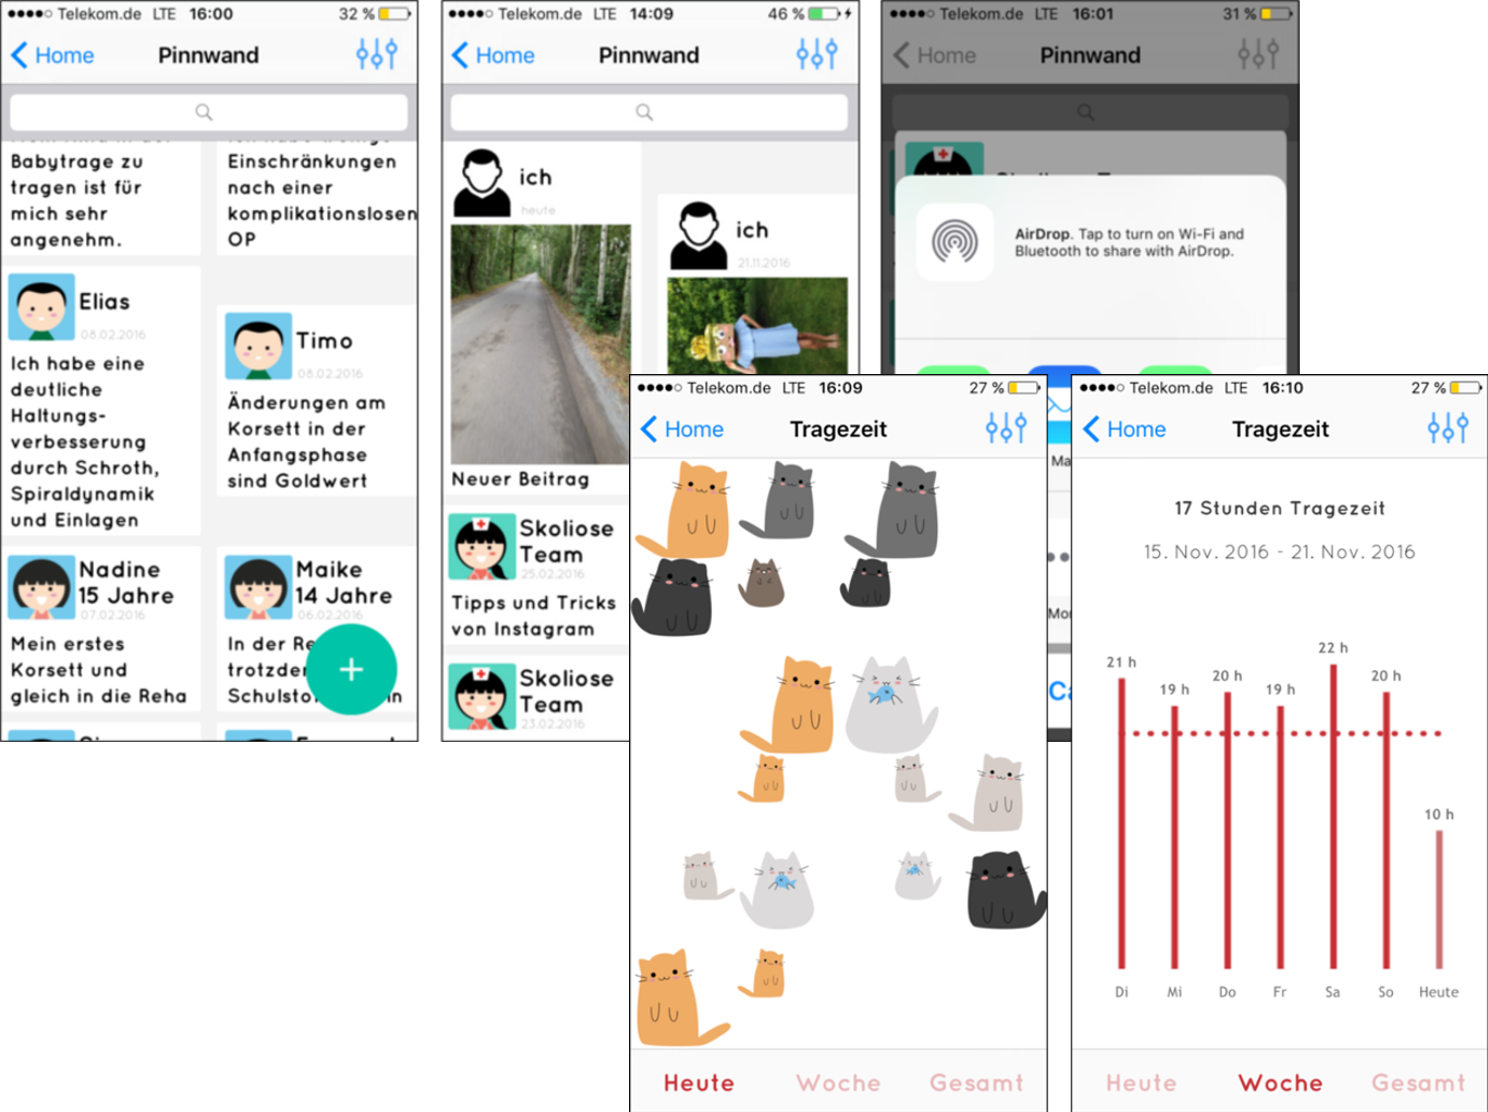 Telekom.de LTE 16:00 32 %
Home Pinnwand
Babytrage zu
tragen ist für
mich sehr
angenehm.
Einschränkungen
nach einer
komplikationslosen
OP
Elias
08.02.2016
Ich habe eine
deutliche
Haltungs-
verbesserung
durch Schroth,
Spiraldynamik
und Einlagen
Timo
08.02.2016
Änderungen am
Korsett in der
Anfangsphase
sind Goldwert
Nadine
15 Jahre
07.02.2016
Mein erstes
Korsett und
gleich in die Reha
Maike
14 Jahre
06.02.2016
In der Re
trotzde
Schulsto
n
+
Telekom.de LTE 14:09 46 %
Home Pinnwand
ich
heute
Neuer Beitrag
ich
21.11.2016
Skoliose
Team
25.02.2016
Tipps und Tricks
von Instagram
Skoliose
Team
23.02.2016
Telekom.de LTE 16:01 31 %
Home Pinnwand
AirDrop. Tap to turn on Wi-Fi and
Bluetooth to share with AirDrop.
Ma
Mor
Ca
Telekom.de LTE 16:09 27 %
Home Tragezeit
Heute Woche Gesamt
Telekom.de LTE 16:10 27 %
Home Tragezeit
17 Stunden Tragezeit
15. Nov. 2016 - 21. Nov. 2016
21 h 19 h 20 h 19 h 22 h 20 h 10 h
Di Mi Do Fr Sa So Heute
Heute Woche Gesamt